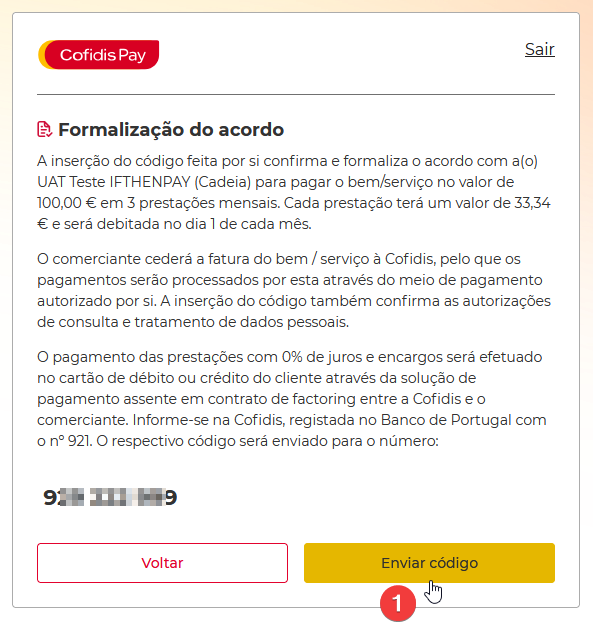 Cofidis Pay
Sair
Formalização do acordo
A inserção do código feita por si confirma e formaliza o acordo com a(o)
UAT Teste IFTHENPAY (Cadeia) para pagar o bem/serviço no valor de
100,00 € em 3 prestações mensais. Cada prestação terá um valor de 33,34
€ e será debitada no dia 1 de cada mês.
O comerciante cederá a fatura do bem / serviço à Cofidis, pelo que os
pagamentos serão processados por esta através do meio de pagamento
autorizado por si. A inserção do código também confirma as autorizações
de consulta e tratamento de dados pessoais.
O pagamento das prestações com 0% de juros e encargos será efetuado
no cartão de débito ou crédito do cliente através da solução de
pagamento assente em contrato de factoring entre a Cofidis e o
comerciante. Informe-se na Cofidis, registada no Banco de Portugal com
o nº 921. O respectivo código será enviado para o número:
Voltar
Enviar código
1